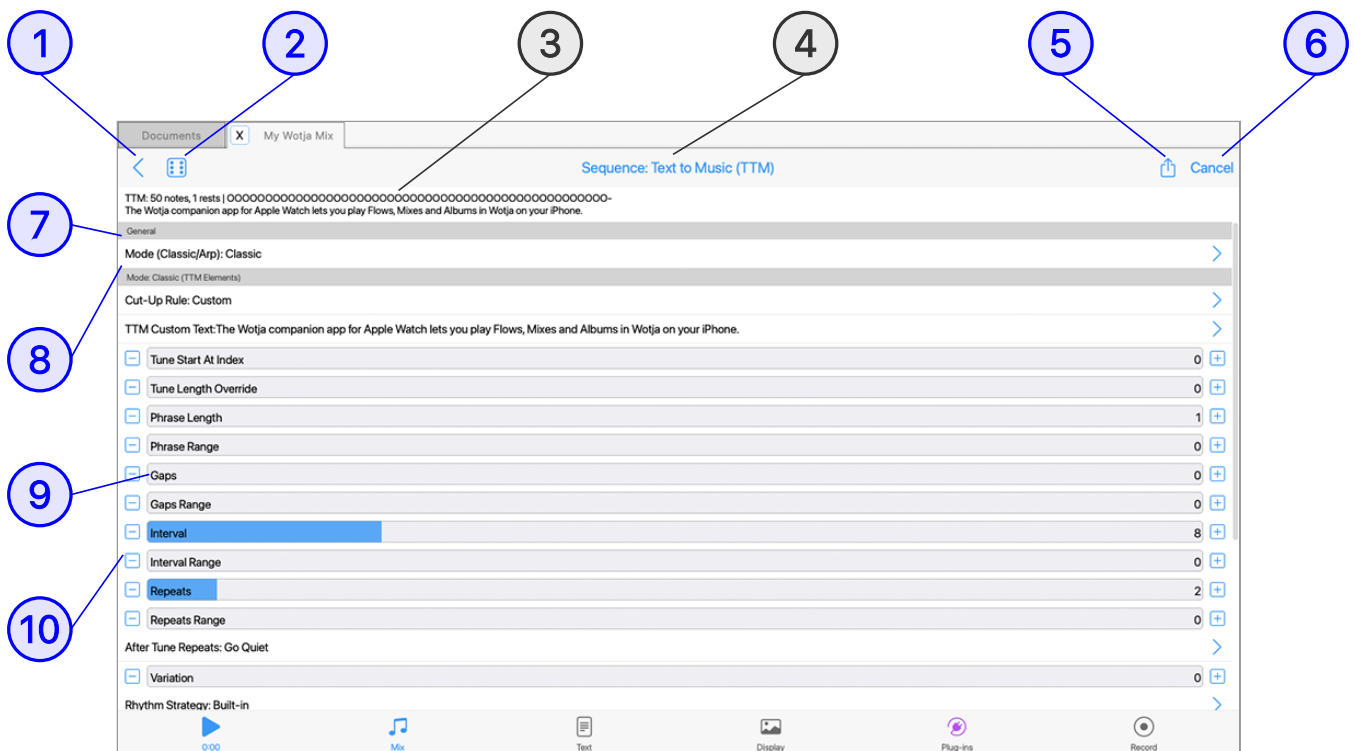 1
2
3
4
5
6
Documents X My Wotja Mix
Sequence: Text to Music (TTM) Cancel
TTM: 50 notes, 1 rests | OOOOOOOOOOOOOOOOOOOOOOOOOOOOOOOOOOOOOOOOOOOOOOOOOO-
The Wotja companion app for Apple Watch lets you play Flows, Mixes and Albums in Wotja on your iPhone.
7
General
Mode (Classic/Arp): Classic
Mode: Classic (TTM Elements)
Cut-Up Rule: Custom
TTM Custom Text:The Wotja companion app for Apple Watch lets you play Flows, Mixes and Albums in Wotja on your iPhone.
8
Tune Start At Index 0
Tune Length Override 0
Phrase Length 1
Phrase Range 0
9
Gaps 0
Gaps Range 0
Interval 8
Interval Range 0
Repeats 2
10
Repeats Range 0
After Tune Repeats: Go Quiet
Variation 0
Rhythm Strategy: Built-in
0:00 Mix Text Display Plug-ins Record